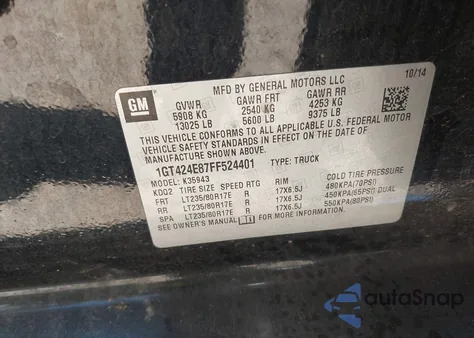 MFD BY GENERAL MOTORS LLC
10/14
GM
GVWR GAWR FRT GAWR RR
5908 KG 2540 KG 4253 KG
13025 LB 5600 LB 9375 LB
THIS VEHICLE CONFORMS TO ALL APPLICABLE U.S. FEDERAL MOTOR
VEHICLE SAFETY STANDARDS IN EFFECT ON THE DATE OF
MANUFACTURE SHOWN ABOVE.
1GT424E87FF524401 TYPE: TRUCK
MODEL: K35943
KDG2 TIRE SIZE SPEED RTG RIM COLD TIRE PRESSURE
FRT LT235/80R17E R 17X6.5J 480KPA(70PSI)
RR LT235/80R17E R 17X6.5J 450KPA(65PSI) DUAL
SPA LT235/80R17E R 17X6.5J 550KPA(80PSI)
SEE OWNER'S MANUAL FOR MORE INFORMATION.
autoSnap